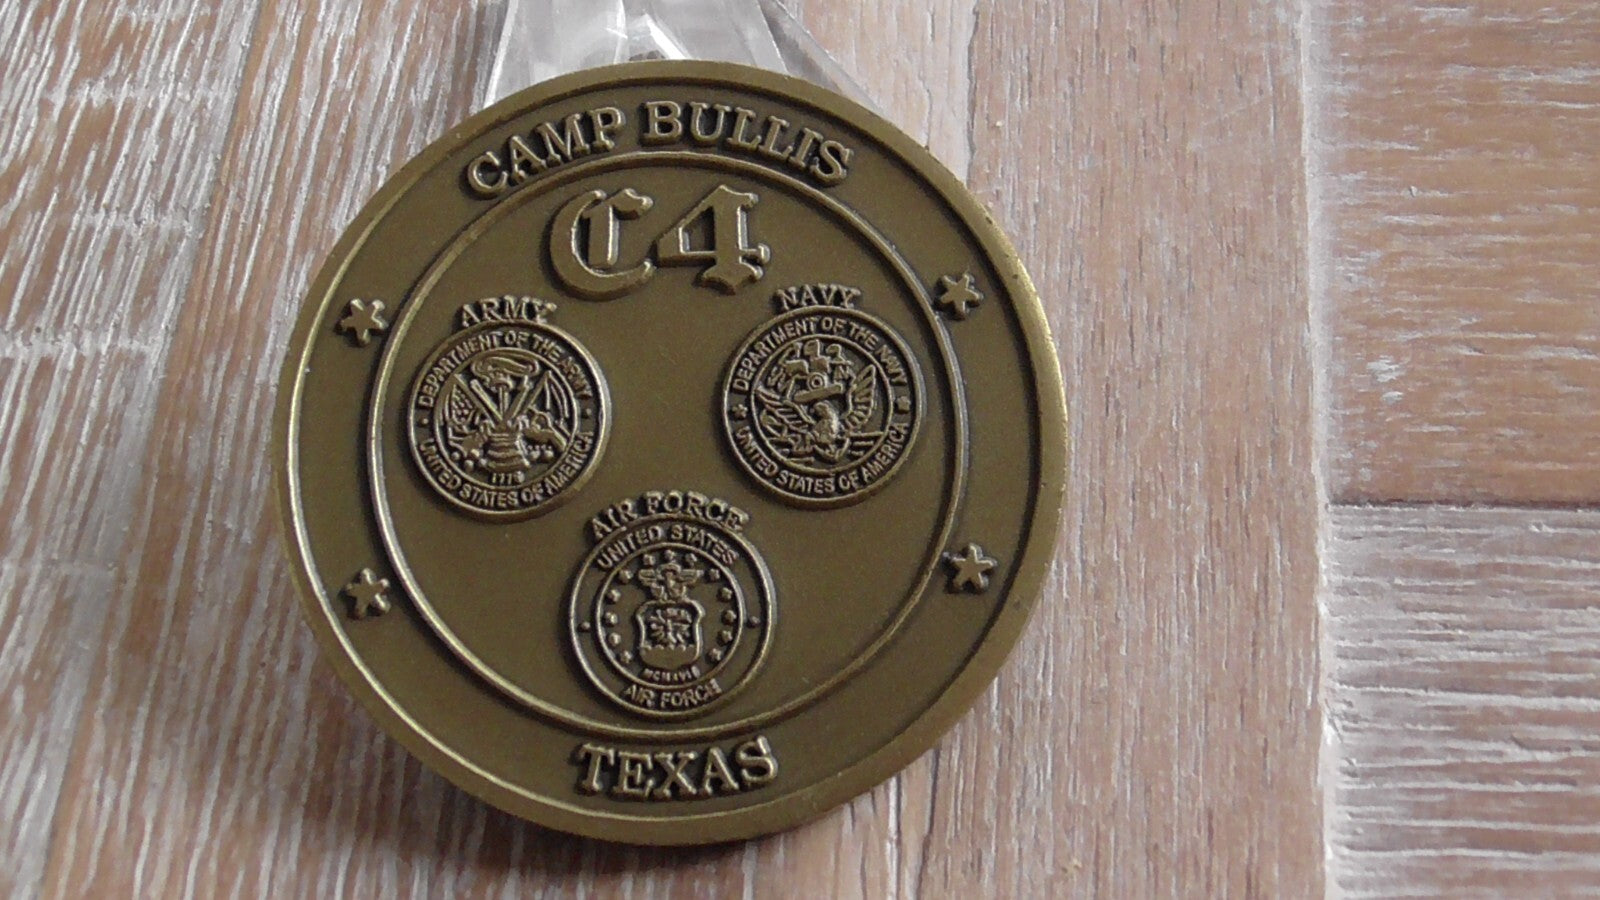 CAMP BULLIS
C4
ARMY
DEPARTMENT OF THE ARMY
UNITED STATES OF AMERICA
NAVY
DEPARTMENT OF THE NAVY
UNITED STATES OF AMERICA
AIR FORCE
UNITED STATES
AIR FORCE
TEXAS